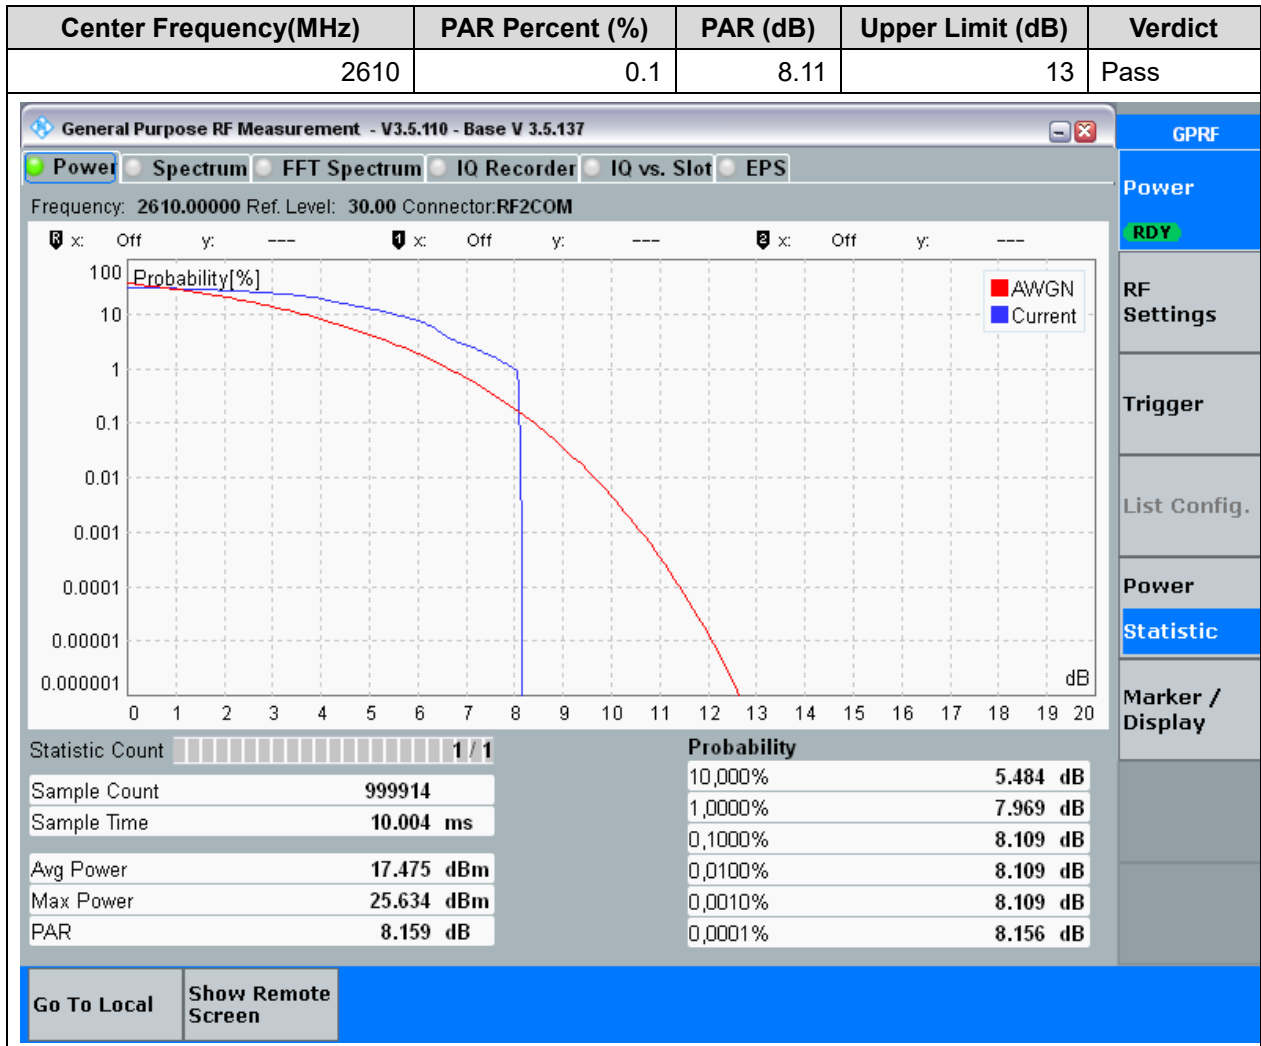 Center Frequency(MHz) PAR Percent (%) PAR (dB) Upper Limit (dB) Verdict
2610 0.1 8.11 13 Pass
General Purpose RF Measurement - V3.5.110 - Base V 3.5.137
GPRF
Power Spectrum FFT Spectrum IQ Recorder IQ vs. Slot EPS
Frequency: 2610.00000 Ref. Level: 30.00 Connector:RF2COM
R x: Off y: --- 1 x: Off y: --- 2 x: Off y: ---
Probability[%]
100
10
1
0.1
0.01
0.001
0.0001
0.00001
0.000001
AWGN
Current
dB
0 1 2 3 4 5 6 7 8 9 10 11 12 13 14 15 16 17 18 19 20
Statistic Count 1 / 1
Sample Count 999914
Sample Time 10.004 ms
Avg Power 17.475 dBm
Max Power 25.634 dBm
PAR 8.159 dB
Probability
10,000% 5.484 dB
1,0000% 7.969 dB
0,1000% 8.109 dB
0,0100% 8.109 dB
0,0010% 8.109 dB
0,0001% 8.156 dB
Power
RDY
RF
Settings
Trigger
List Config.
Power
Statistic
Marker /
Display
Go To Local
Show Remote
Screen